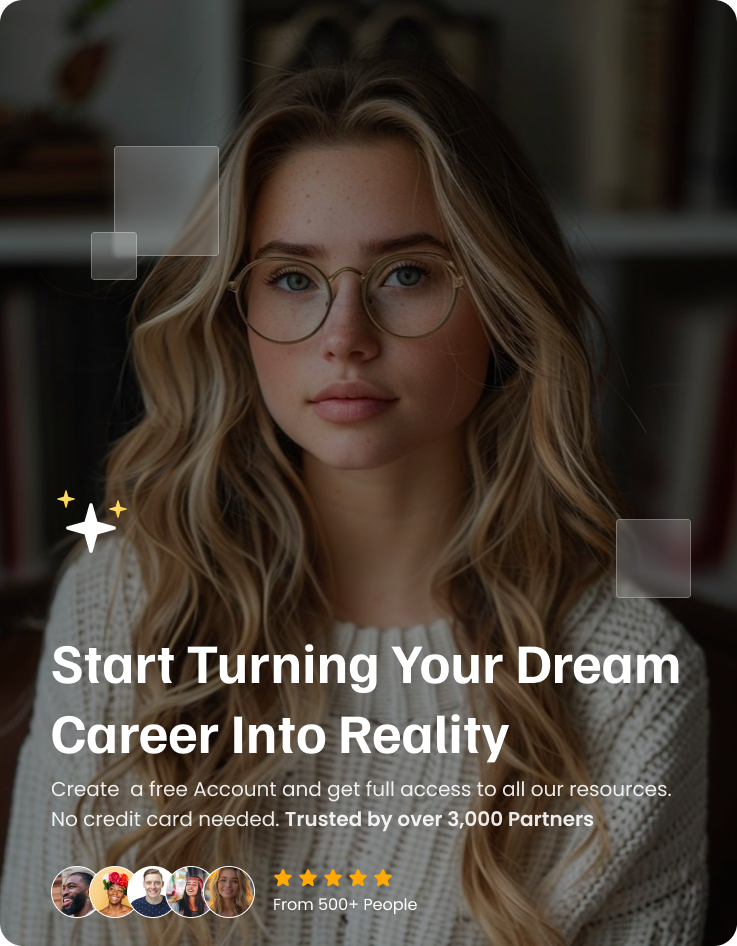 Start Turning Your Dream
Career Into Reality
Create  a free Account and get full access to all our resources.
No credit card needed. Trusted by over 3,000 Partners
From 500+ People